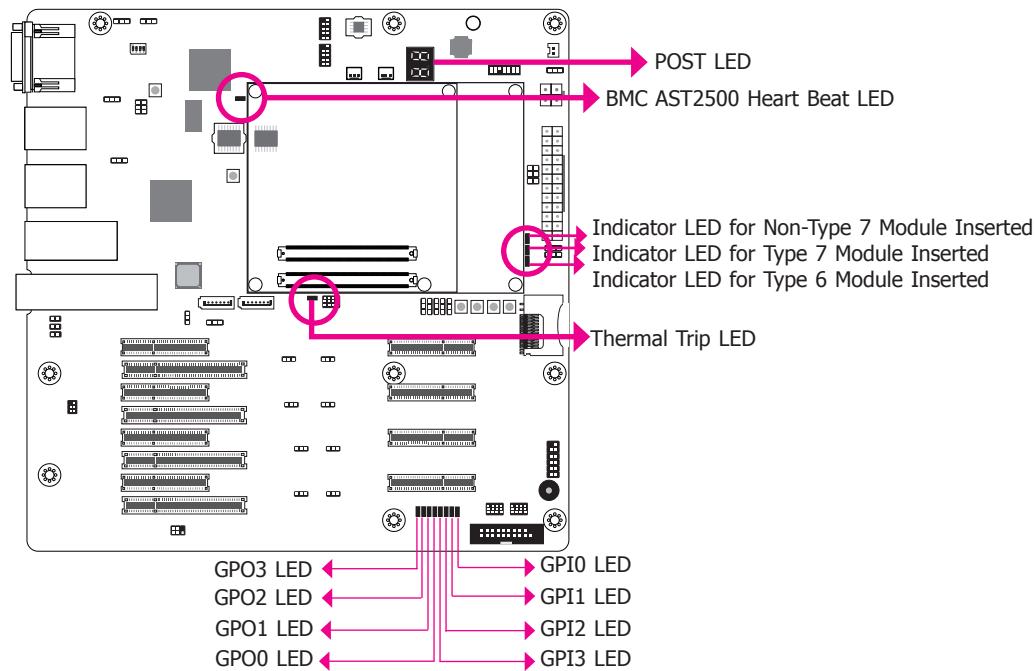 POST LED
BMC AST2500 Heart Beat LED
Indicator LED for Non-Type 7 Module Inserted
Indicator LED for Type 7 Module Inserted
Indicator LED for Type 6 Module Inserted
Thermal Trip LED
GPO3 LED
GPI0 LED
GPO2 LED
GPI1 LED
GPO1 LED
GPI2 LED
GPO0 LED
GPI3 LED